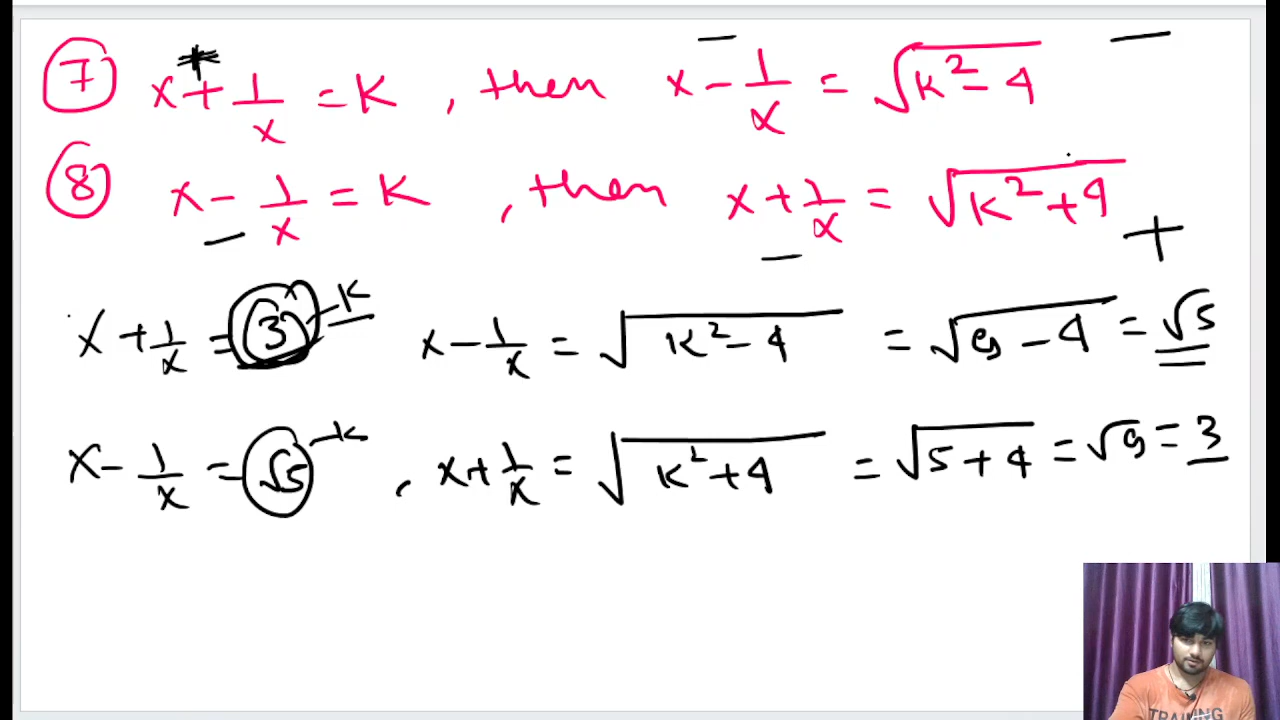 ⑦ x + 1/x = K, then x - 1/x = √(K² - 4)
⑧ x - 1/x = K, then x + 1/x = √(K² + 4)
x + 1/x = 3 - K x - 1/x = √(K² - 4) = √(9 - 4) = √5
x - 1/x = √5 - K, x + 1/x = √(K² + 4) = √(5 + 4) = √9 = 3
TRAINING